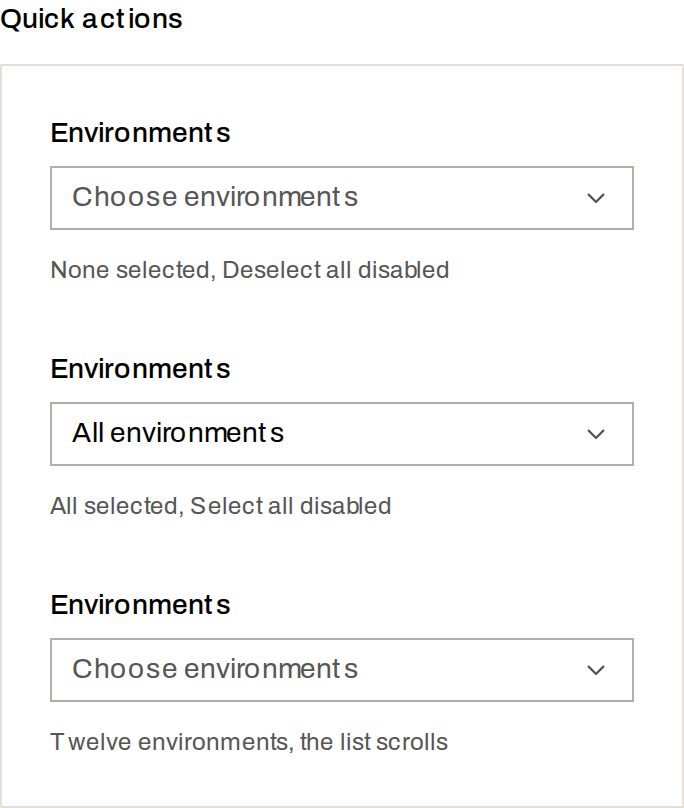 Quick actions
Environments
Choose environments
None selected, Deselect all disabled
Environments
All environments
All selected, Select all disabled
Environments
Choose environments
Twelve environments, the list scrolls